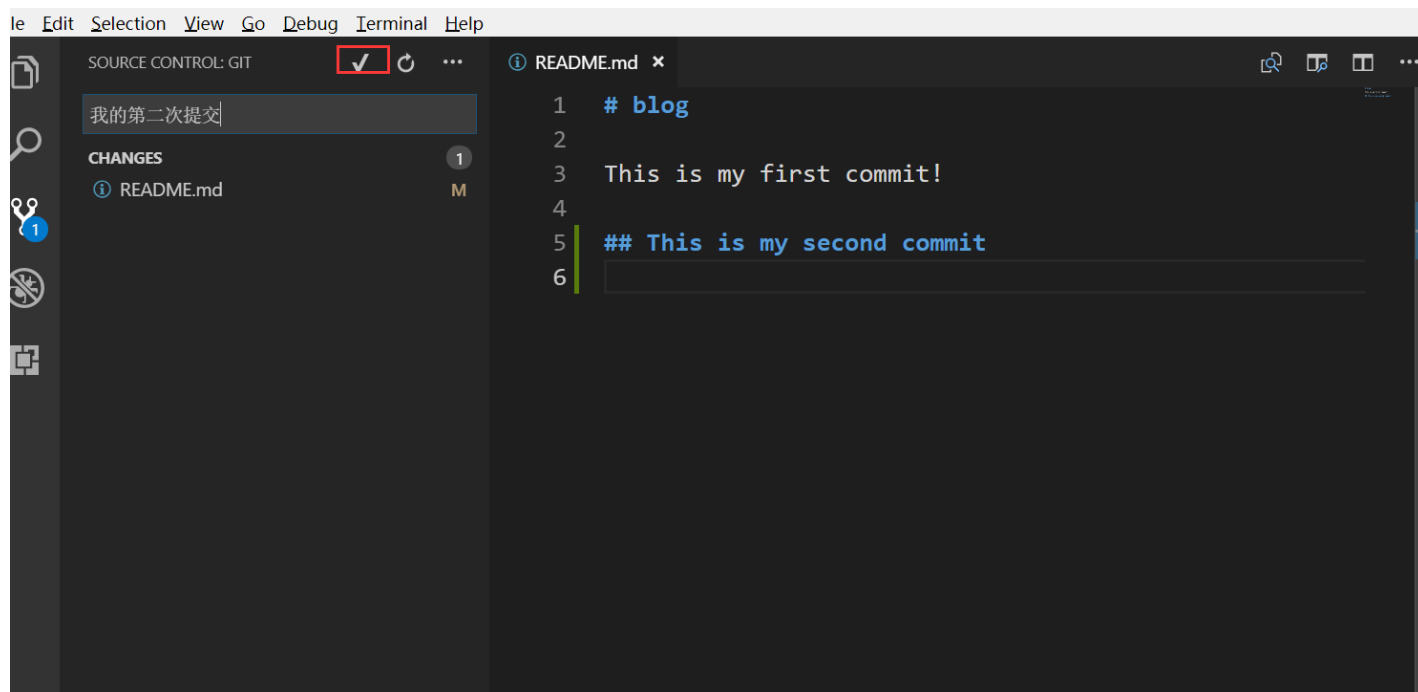 le Edit Selection View Go Debug Terminal Help
SOURCE CONTROL: GIT
我的第二次提交
CHANGES 1
README.md M
1
README.md
1 # blog
2
3 This is my first commit!
4
5 ## This is my second commit
6